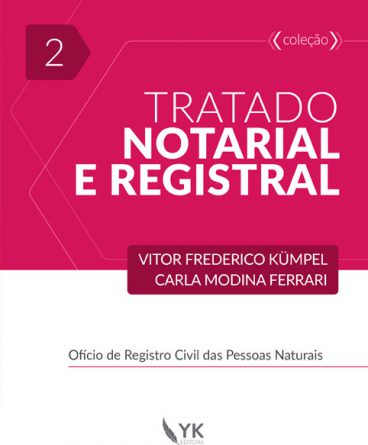 2
coleção
TRATADO
NOTARIAL
E REGISTRAL
VITOR FREDERICO KÜMPEL
CARLA MODINA FERRARI
Ofício de Registro Civil das Pessoas Naturais
YK
EDITORA